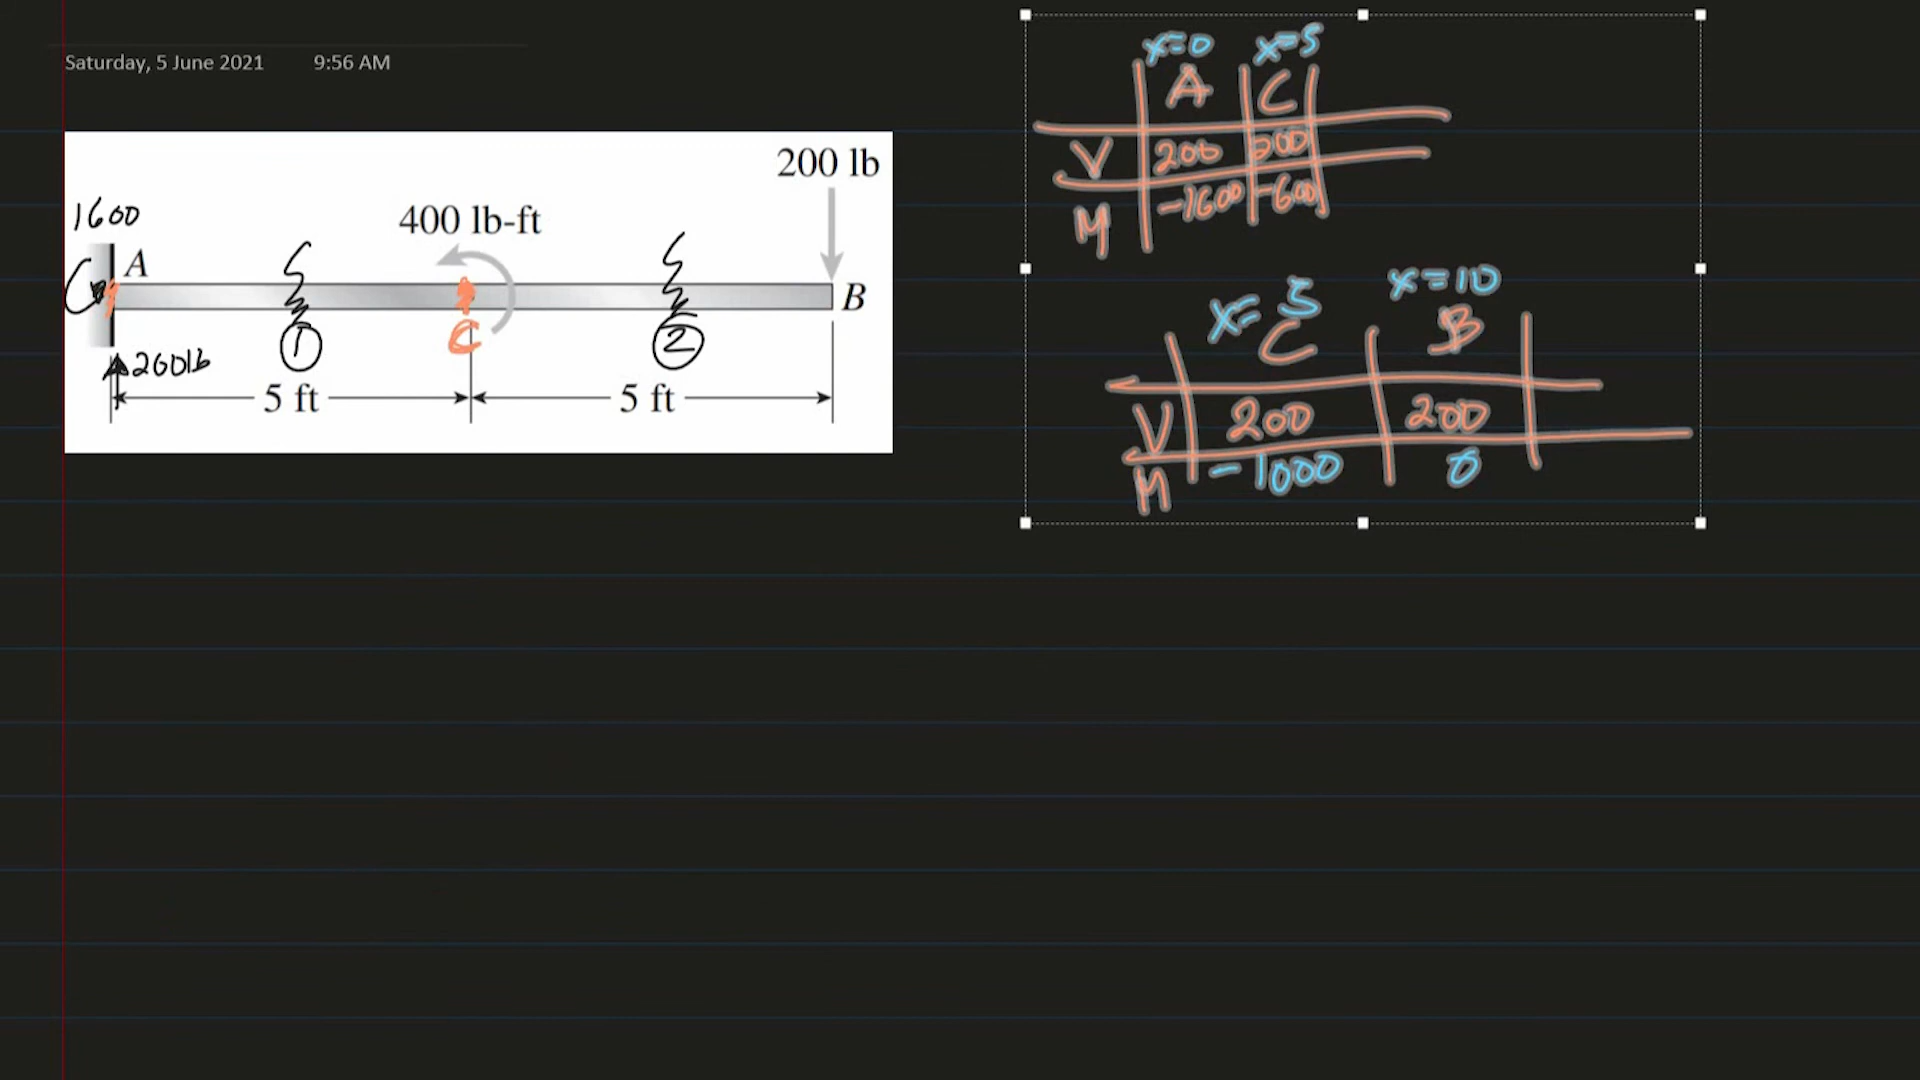 Saturday, 5 June 2021 9:56 AM
200 lb
1600
400 lb-ft
A
B
C
1
2
200lb
5 ft
5 ft
x=0 x=5
A C
V 200 200
M -1600 -600
x=5 x=10
C B
V 200 200
M -1000 0